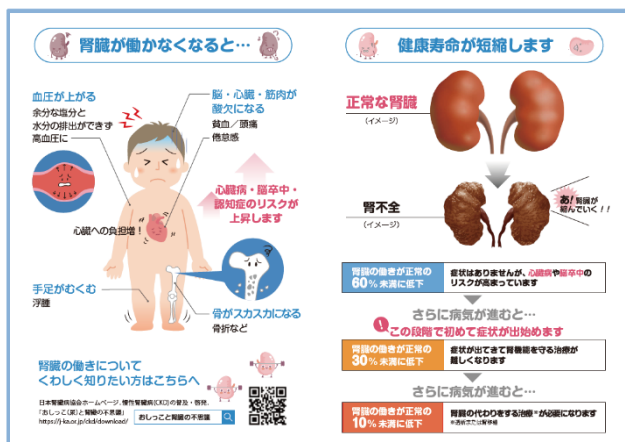 腎臓が働かなくなると…
血圧が上がる
余分な塩分と
水分の排出ができず
高血圧に
脳・心臓・筋肉が
酸欠になる
貧血／頭痛
倦怠感
心臓病・脳卒中・
認知症のリスクが
上昇します
心臓への負担増！
手足がむくむ
浮腫
骨がスカスカになる
骨折など
腎臓の働きについて
くわしく知りたい方はこちらへ
日本腎臓病協会ホームページ、慢性腎臓病(CKD)の普及・啓発、
「おしっこ(尿)と腎臓の不思議」
https://j-ka.or.jp/ckd/download/
おしっこと腎臓の不思議
健康寿命が短縮します
正常な腎臓
（イメージ）
腎不全
（イメージ）
あ！腎臓が
縮んでいく！！
腎臓の働きが正常の
60％未満に低下
症状はありませんが、心臓病や脳卒中の
リスクが高まっています
さらに病気が進むと…
この段階で初めて症状が出始めます
腎臓の働きが正常の
30％未満に低下
症状が出てきて腎機能を守る治療が
難しくなります
さらに病気が進むと…
腎臓の働きが正常の
10％未満に低下
腎臓の代わりをする治療※が必要になります
※透析または腎移植